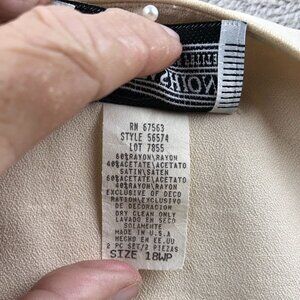 RN 67563
STYLE 56574
LOT 7855
60%RAYON/RAYON
40%ACETATE/ACETATO
SATIN/SATEN
60%ACETATE/ACETATO
40%RAYON/RAYON
EXCLUSIVE OF DECO
RATION/EXCLUSIVO
DE DECORACION
DRY CLEAN ONLY
LAVADO EN SECO
SOLAMENTE
MADE IN U.S.A
HECHO EN EE.UU
2 PC SET/2 PIEZAS
SIZE 18WP